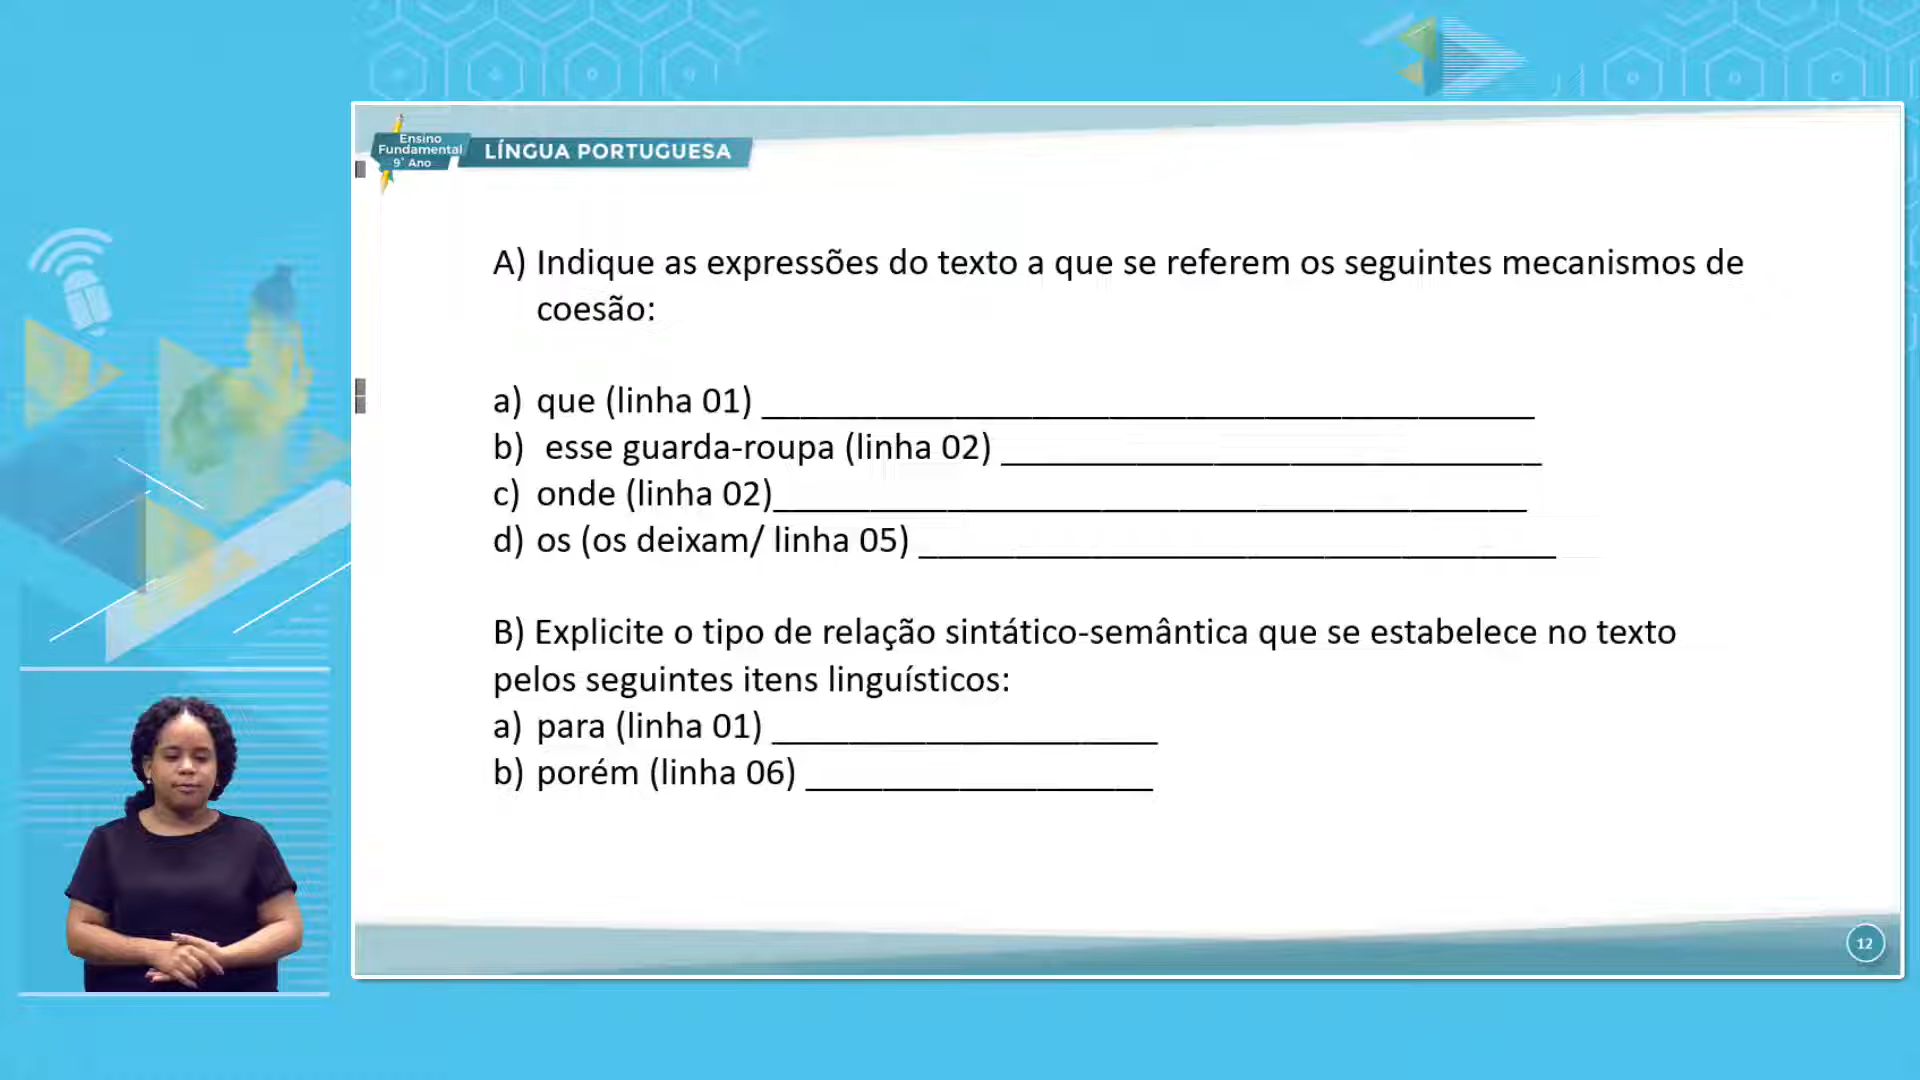 Ensino
Fundamental
9° Ano
LÍNGUA PORTUGUESA
A) Indique as expressões do texto a que se referem os seguintes mecanismos de
coesão:
a) que (linha 01) ________________________________________
b) esse guarda-roupa (linha 02) ____________________________
c) onde (linha 02)_______________________________________
d) os (os deixam/ linha 05) _________________________________
B) Explicite o tipo de relação sintático-semântica que se estabelece no texto
pelos seguintes itens linguísticos:
a) para (linha 01) ____________________
b) porém (linha 06) __________________
12